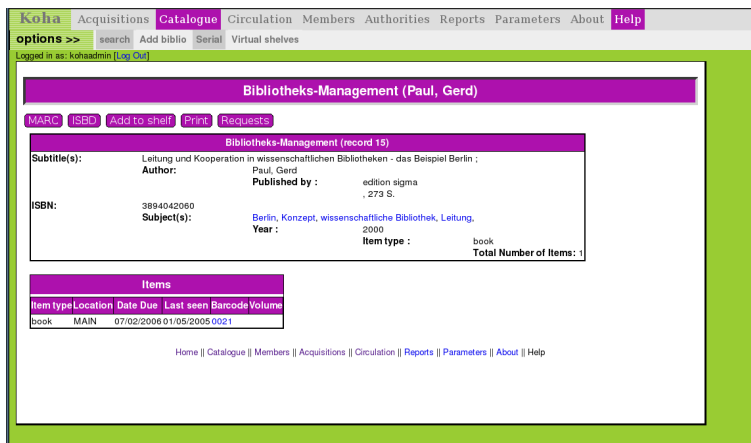 Koha Acquisitions Catalogue Circulation Members Authorities Reports Parameters About Help
options >> search Add biblio Serial Virtual shelves
Logged in as: kohaadmin [Log Out]
Bibliotheks-Management (Paul, Gerd)
MARC ISBD Add to shelf Print Requests
Bibliotheks-Management (record 15)
Subtitle(s): Leitung und Kooperation in wissenschaftlichen Bibliotheken - das Beispiel Berlin ;
Author: Paul, Gerd
Published by : edition sigma
, 273 S.
ISBN: 3894042060
Subject(s): Berlin, Konzept, wissenschaftliche Bibliothek, Leitung,
Year : 2000
Item type : book
Total Number of Items: 1
Items
Item type Location Date Due Last seen Barcode Volume
book MAIN 07/02/2006 01/05/2005 0021
Home || Catalogue || Members || Acquisitions || Circulation || Reports || Parameters || About || Help